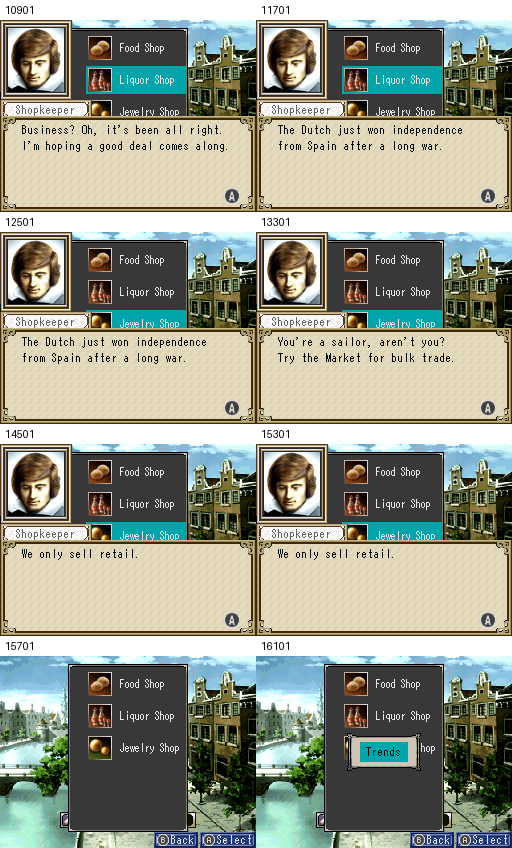 10901
Food Shop
Liquor Shop
Jewelry Shop
Shopkeeper
Business? Oh, it's been all right.
I'm hoping a good deal comes along.
A
11701
Food Shop
Liquor Shop
Jewelry Shop
Shopkeeper
The Dutch just won independence
from Spain after a long war.
A
12501
Food Shop
Liquor Shop
Jewelry Shop
Shopkeeper
The Dutch just won independence
from Spain after a long war.
A
13301
Food Shop
Liquor Shop
Jewelry Shop
Shopkeeper
You're a sailor, aren't you?
Try the Market for bulk trade.
A
14501
Food Shop
Liquor Shop
Jewelry Shop
Shopkeeper
We only sell retail.
A
15301
Food Shop
Liquor Shop
Jewelry Shop
Shopkeeper
We only sell retail.
A
15701
Food Shop
Liquor Shop
Jewelry Shop
B Back A Select
16101
Food Shop
Liquor Shop
hop
Trends
B Back A Select